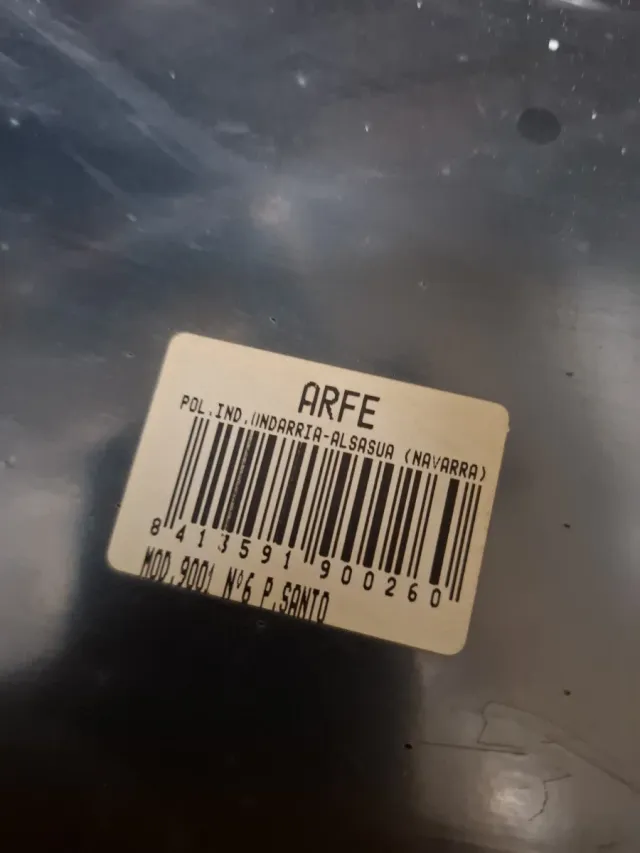 ARFE
POL.IND.UNDARRIA-ALSASUA (NAVARRA)
8 413591 900260
MOD.9001 Nº6 P.SANTO